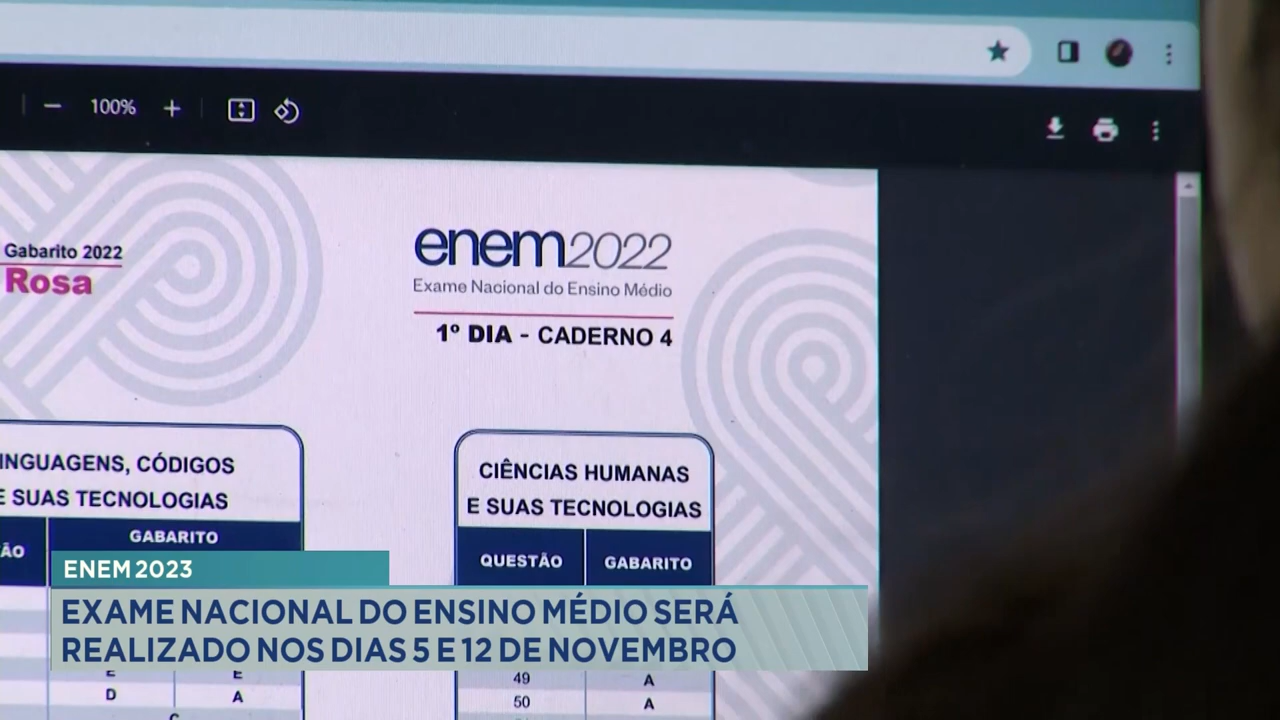 100%
Gabarito 2022
Rosa
enem2022
Exame Nacional do Ensino Médio
1º DIA - CADERNO 4
INGUAGENS, CÓDIGOS
E SUAS TECNOLOGIAS
ÃO
GABARITO
CIÊNCIAS HUMANAS
E SUAS TECNOLOGIAS
QUESTÃO GABARITO
ENEM 2023
EXAME NACIONAL DO ENSINO MÉDIO SERÁ
REALIZADO NOS DIAS 5 E 12 DE NOVEMBRO
E E
D A
C
49 A
50 A